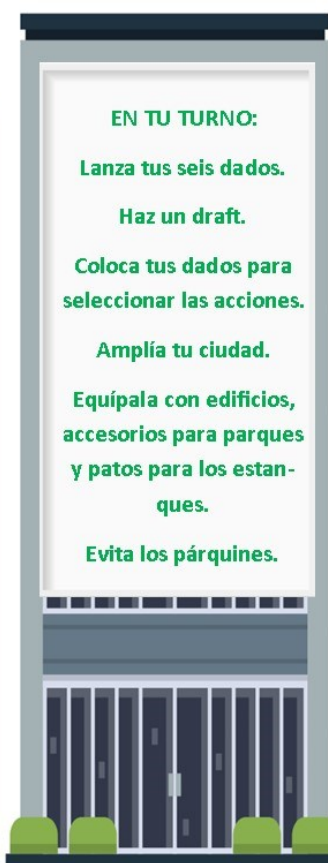 EN TU TURNO:
Lanza tus seis dados.
Haz un draft.
Coloca tus dados para
seleccionar las acciones.
Amplía tu ciudad.
Equípala con edificios,
accesorios para parques
y patos para los estan-
ques.
Evita los párquines.